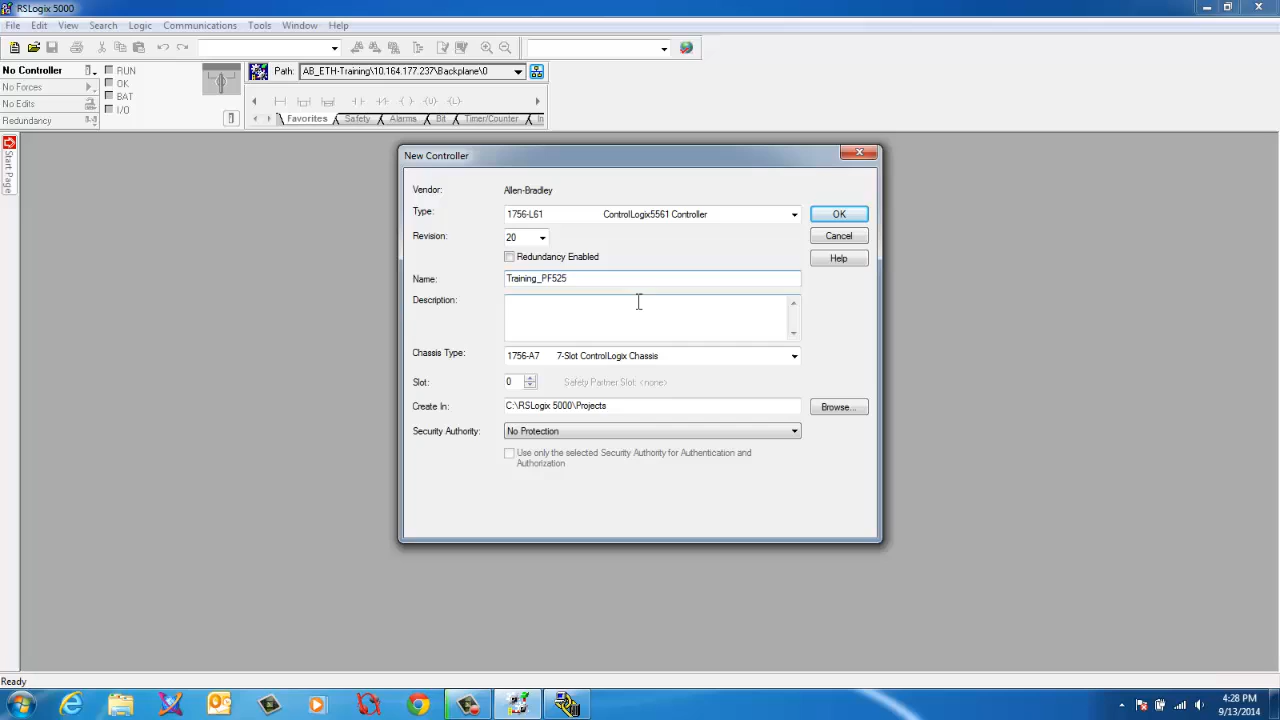 RSLogix 5000
File Edit View Search Logic Communications Tools Window Help
No Controller RUN Path: AB_ETH-Training\10.164.177.237\Backplane\0
No Forces OK
No Edits BAT
Redundancy I/O
Favorites Safety Alarms Bit Timer/Counter In
Start Page
New Controller
Vendor: Allen-Bradley
Type: 1756-L61 ControlLogix5561 Controller OK
Revision: 20 Cancel
Redundancy Enabled Help
Name: Training_PF525
Description:
Chassis Type: 1756-A7 7-Slot ControlLogix Chassis
Slot: 0 Safety Partner Slot: <none>
Create In: C:\RSLogix 5000\Projects Browse...
Security Authority: No Protection
Use only the selected Security Authority for Authentication and
Authorization
Ready
4:28 PM
9/13/2014